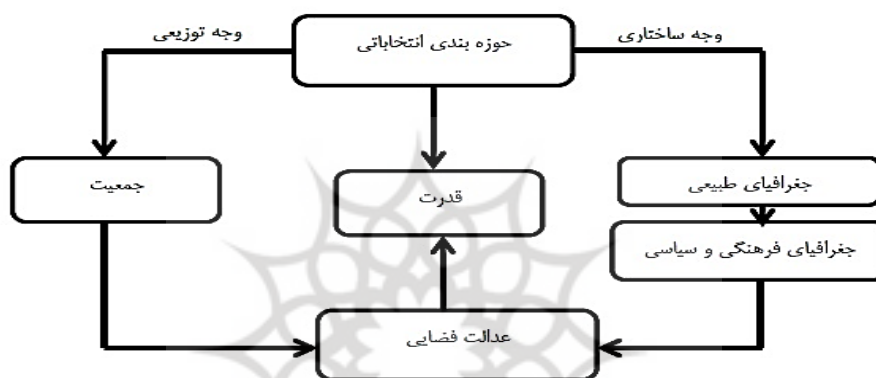 حوزه بندی انتخاباتی
وجه ساختاری
وجه توزیعی
جغرافیای طبیعی
قدرت
جمعیت
جغرافیای فرهنگی و سیاسی
عدالت فضایی